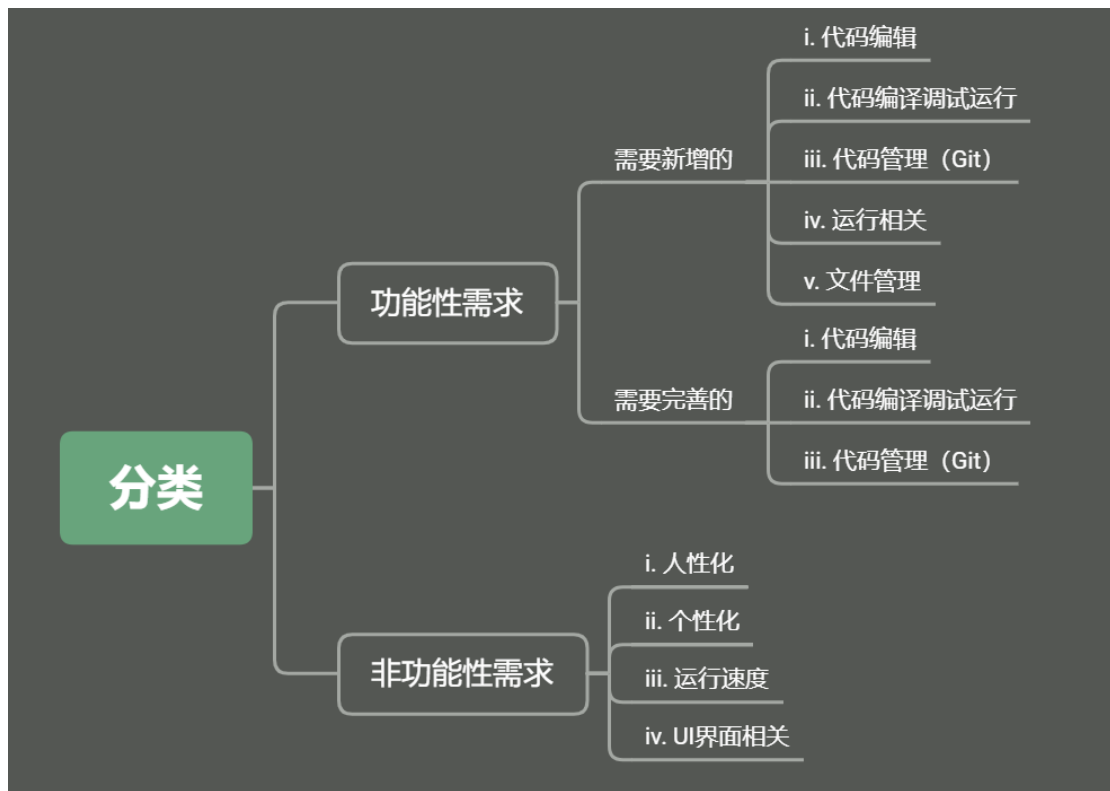 分类
功能性需求
需要新增的
i. 代码编辑
ii. 代码编译调试运行
iii. 代码管理（Git）
iv. 运行相关
v. 文件管理
需要完善的
i. 代码编辑
ii. 代码编译调试运行
iii. 代码管理（Git）
非功能性需求
i. 人性化
ii. 个性化
iii. 运行速度
iv. UI界面相关